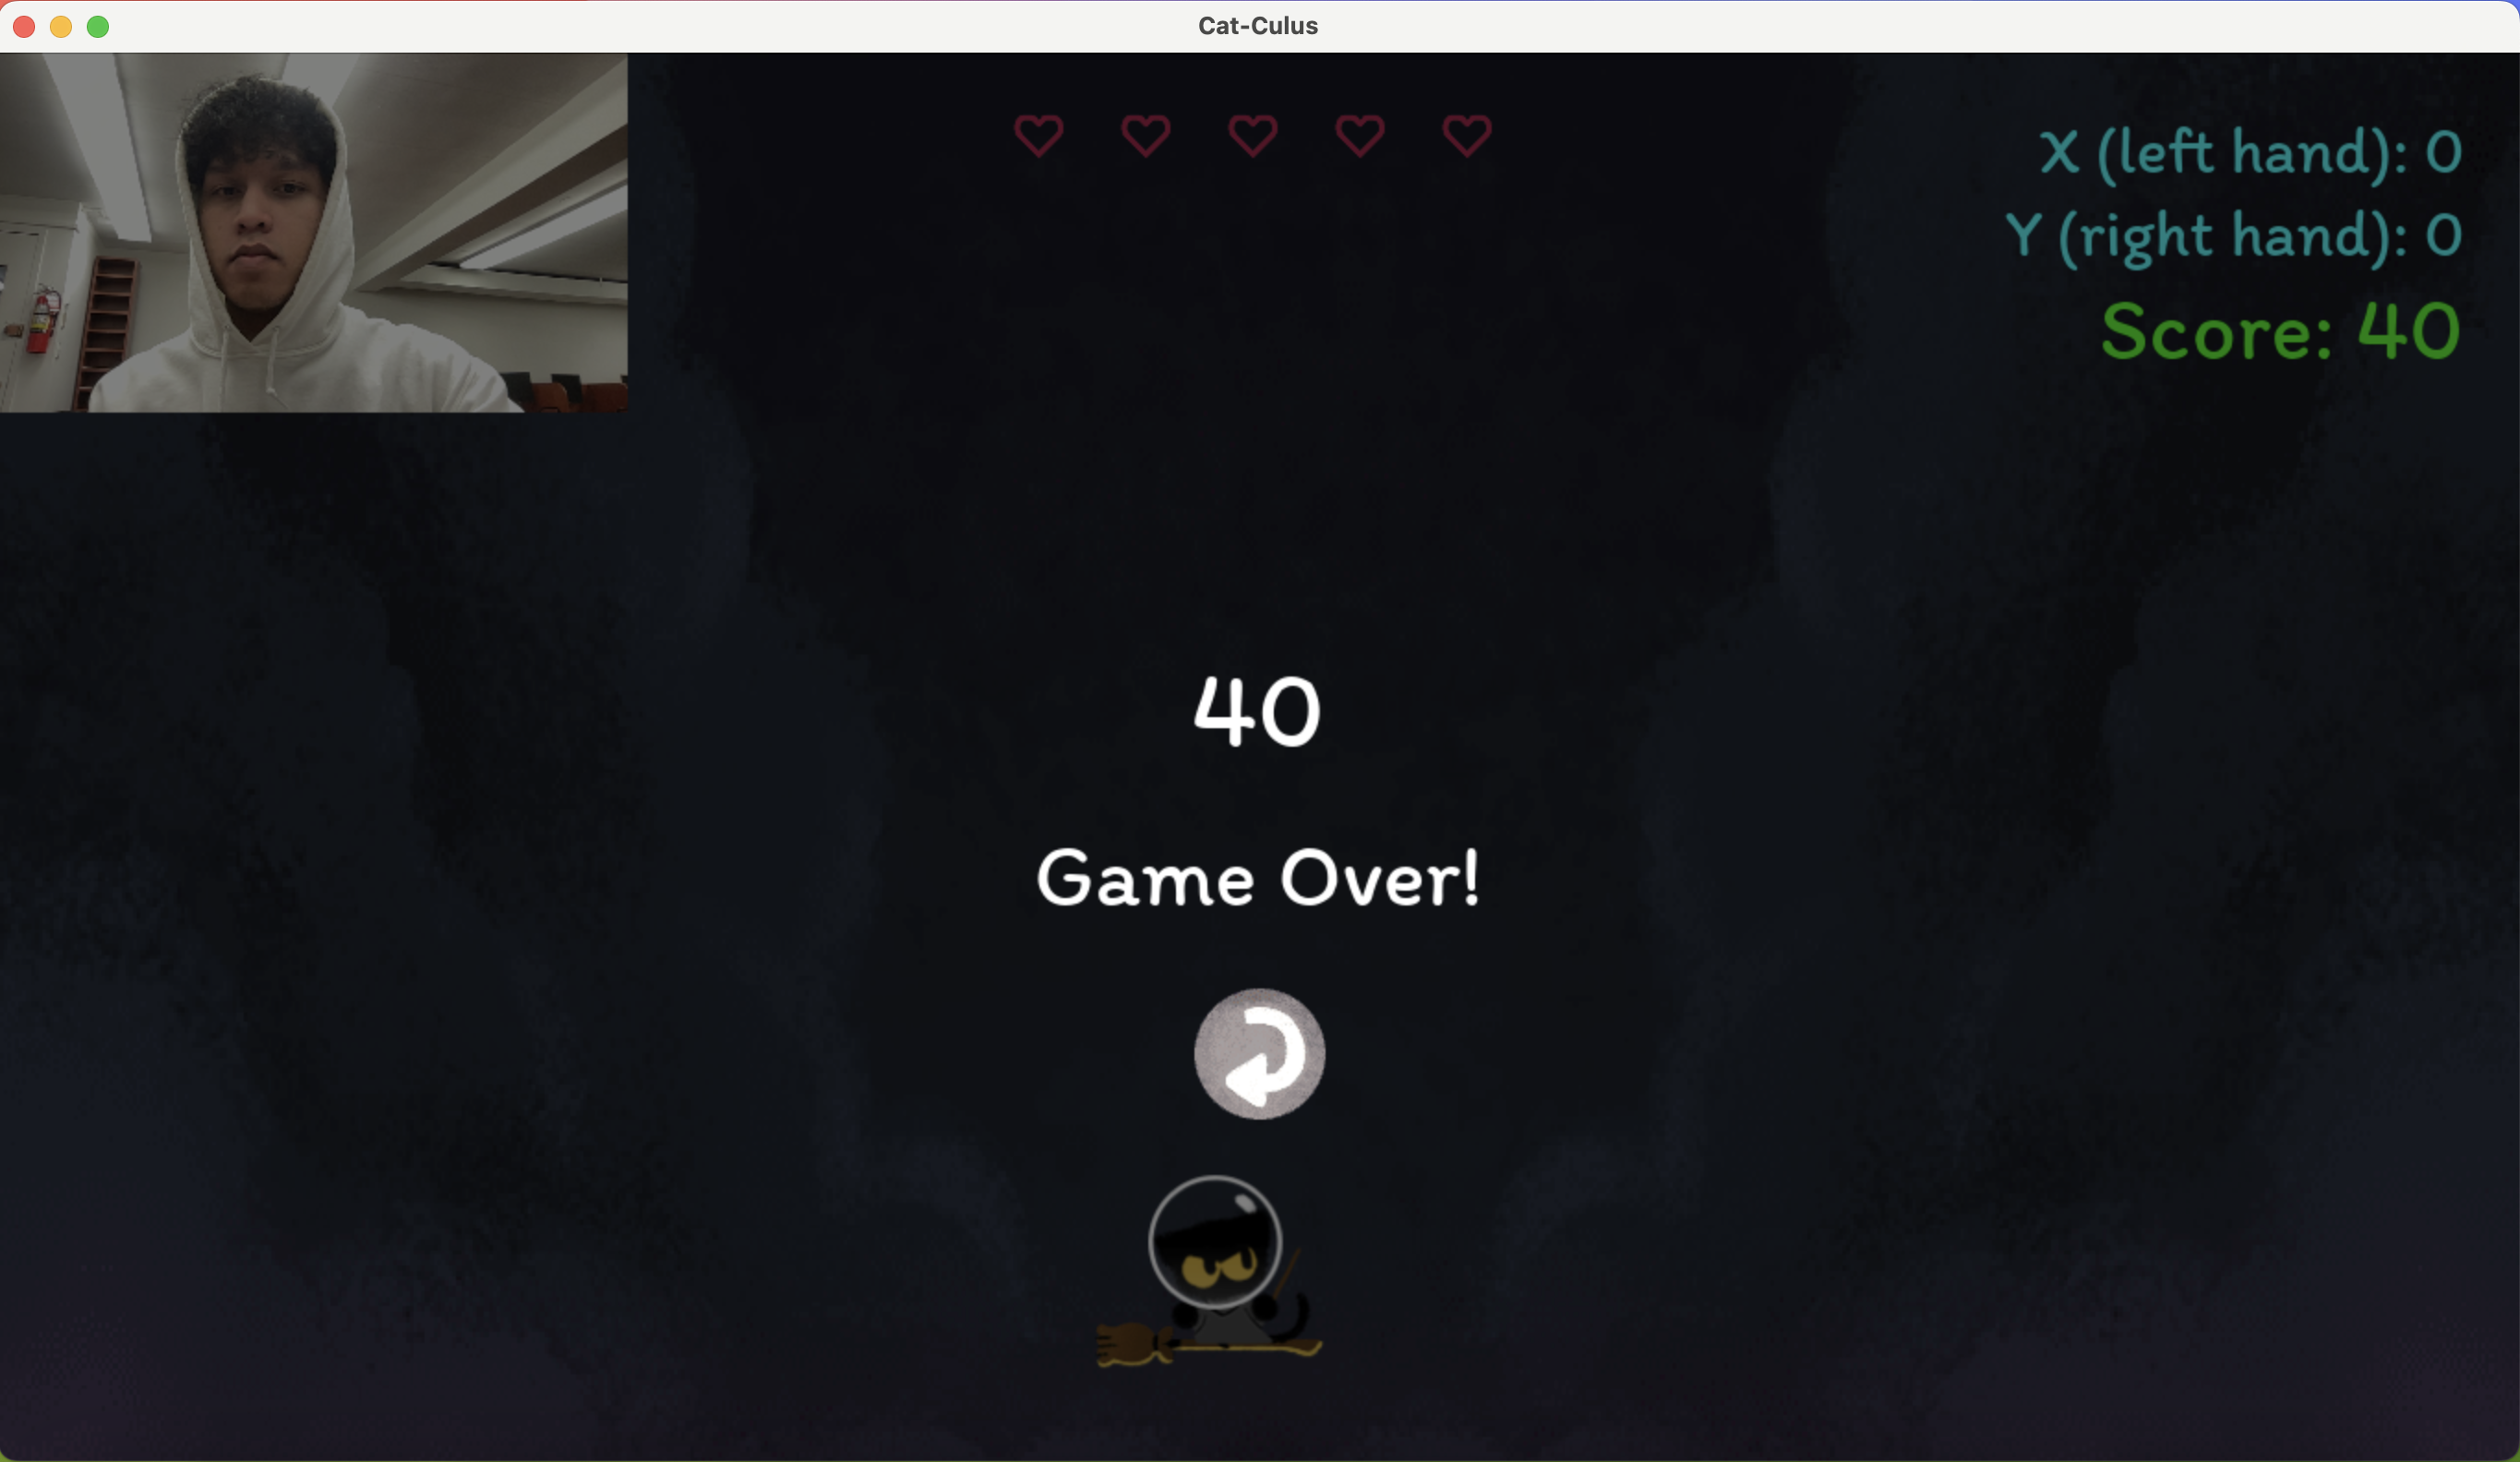 Cat-Culus
X (left hand): 0
Y (right hand): 0
Score: 40
40
Game Over!